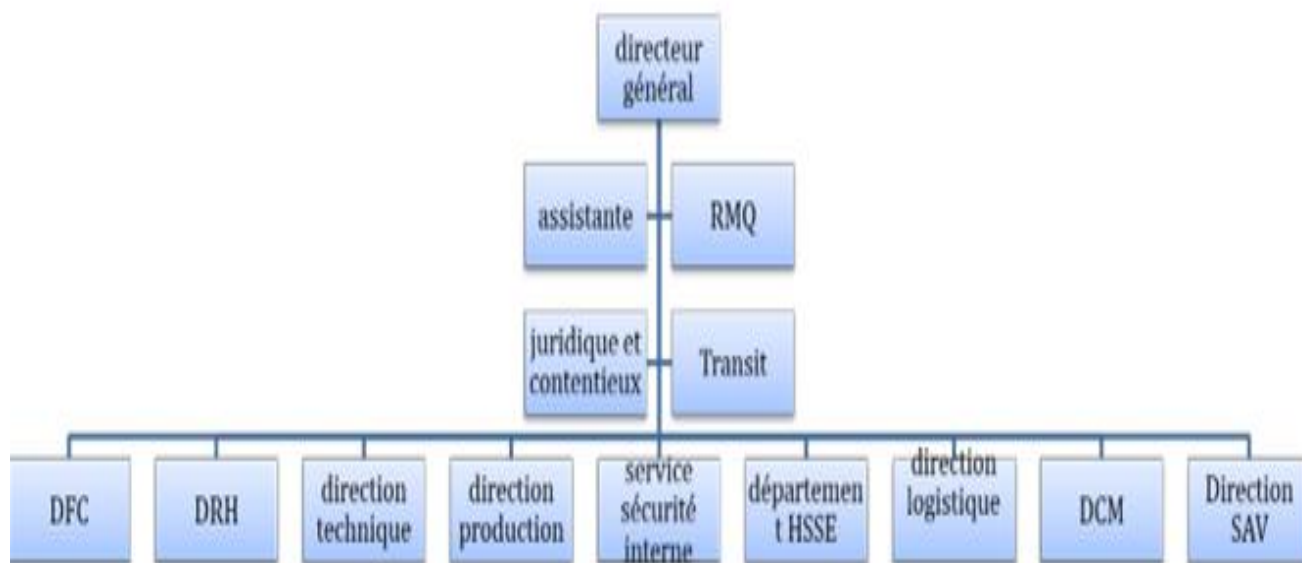 directeur
général
assistante
RMQ
juridique et
contentieux
Transit
DFC
DRH
direction
technique
direction
production
service
sécurité
interne
départemen
t HSSE
direction
logistique
DCM
Direction
SAV